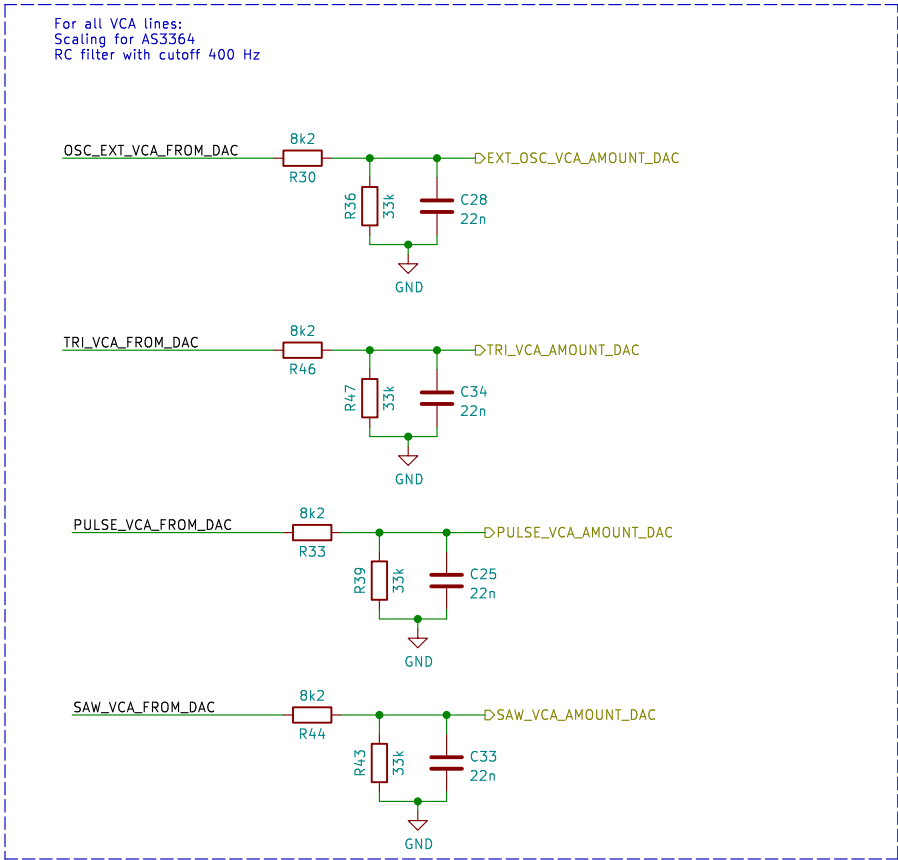 For all VCA lines:
Scaling for AS3364
RC filter with cutoff 400 Hz
OSC_EXT_VCA_FROM_DAC
8k2
R30
EXT_OSC_VCA_AMOUNT_DAC
R36
33k
C28
22n
GND
TRI_VCA_FROM_DAC
8k2
R46
TRI_VCA_AMOUNT_DAC
R47
33k
C34
22n
GND
PULSE_VCA_FROM_DAC
8k2
R33
PULSE_VCA_AMOUNT_DAC
R39
33k
C25
22n
GND
SAW_VCA_FROM_DAC
8k2
R44
SAW_VCA_AMOUNT_DAC
R43
33k
C33
22n
GND